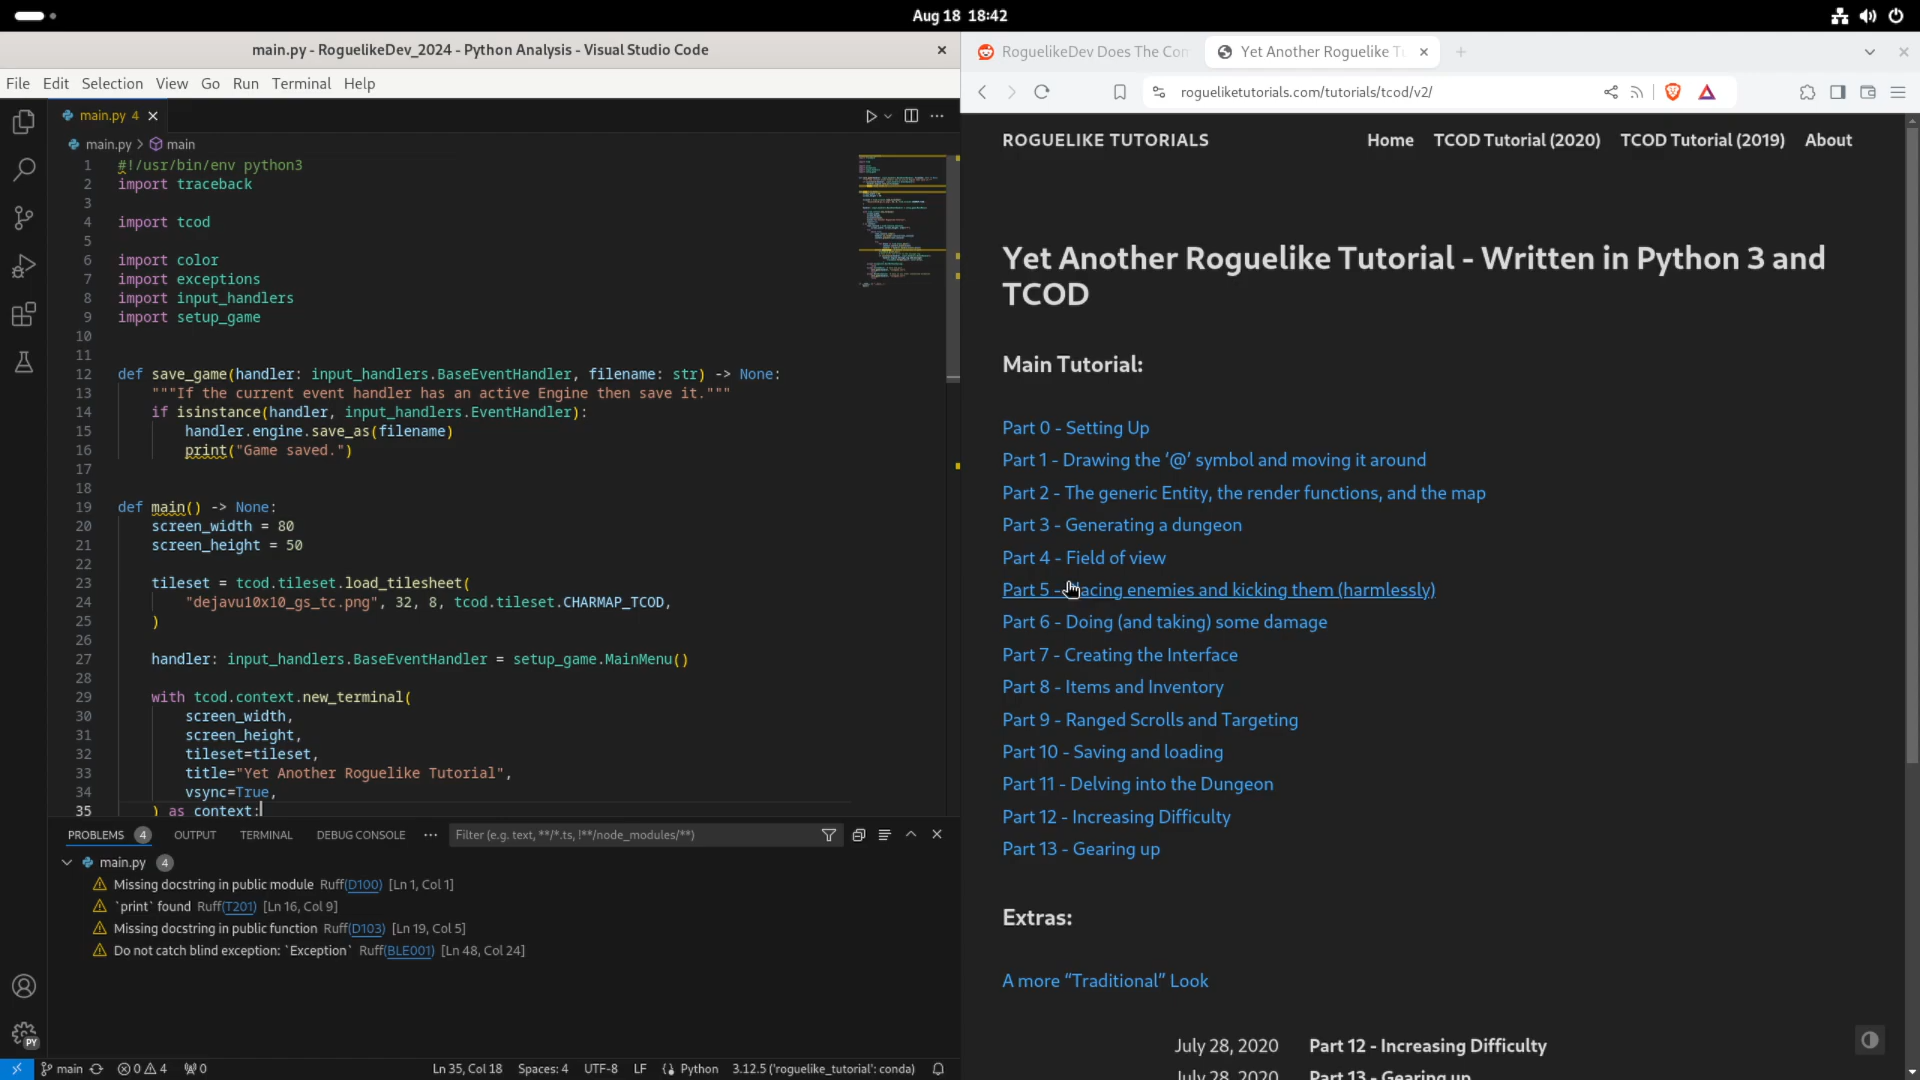 Aug 18 18:42
main.py - RoguelikeDev_2024 - Python Analysis - Visual Studio Code
File Edit Selection View Go Run Terminal Help
main.py 4
main.py > main
1 #!/usr/bin/env python3
2 import traceback
3
4 import tcod
5
6 import color
7 import exceptions
8 import input_handlers
9 import setup_game
10
11
12 def save_game(handler: input_handlers.BaseEventHandler, filename: str) -> None:
13 """If the current event handler has an active Engine then save it."""
14 if isinstance(handler, input_handlers.EventHandler):
15 handler.engine.save_as(filename)
16 print("Game saved.")
17
18
19 def main() -> None:
20 screen_width = 80
21 screen_height = 50
22
23 tileset = tcod.tileset.load_tilesheet(
24 "dejavu10x10_gs_tc.png", 32, 8, tcod.tileset.CHARMAP_TCOD,
25 )
26
27 handler: input_handlers.BaseEventHandler = setup_game.MainMenu()
28
29 with tcod.context.new_terminal(
30 screen_width,
31 screen_height,
32 tileset=tileset,
33 title="Yet Another Roguelike Tutorial",
34 vsync=True,
35 ) as context:
PROBLEMS 4 OUTPUT TERMINAL DEBUG CONSOLE ··· Filter (e.g. text, **/*.ts, !**/node_modules/**)
main.py 4
Missing docstring in public module Ruff(D100) [Ln 1, Col 1]
`print` found Ruff(T201) [Ln 16, Col 9]
Missing docstring in public function Ruff(D103) [Ln 19, Col 5]
Do not catch blind exception: `Exception` Ruff(BLE001) [Ln 48, Col 24]
PY
main 0 4 0 Ln 35, Col 18 Spaces: 4 UTF-8 LF Python 3.12.5 ('roguelike_tutorial': conda)
RoguelikeDev Does The Com Yet Another Roguelike T
rogueliketutorials.com/tutorials/tcod/v2/
ROGUELIKE TUTORIALS Home TCOD Tutorial (2020) TCOD Tutorial (2019) About
Yet Another Roguelike Tutorial - Written in Python 3 and
TCOD
Main Tutorial:
Part 0 - Setting Up
Part 1 - Drawing the ‘@’ symbol and moving it around
Part 2 - The generic Entity, the render functions, and the map
Part 3 - Generating a dungeon
Part 4 - Field of view
Part 5 - lacing enemies and kicking them (harmlessly)
Part 6 - Doing (and taking) some damage
Part 7 - Creating the Interface
Part 8 - Items and Inventory
Part 9 - Ranged Scrolls and Targeting
Part 10 - Saving and loading
Part 11 - Delving into the Dungeon
Part 12 - Increasing Difficulty
Part 13 - Gearing up
Extras:
A more “Traditional” Look
July 28, 2020 Part 12 - Increasing Difficulty
July 28, 2020 Part 13 - Gearing up